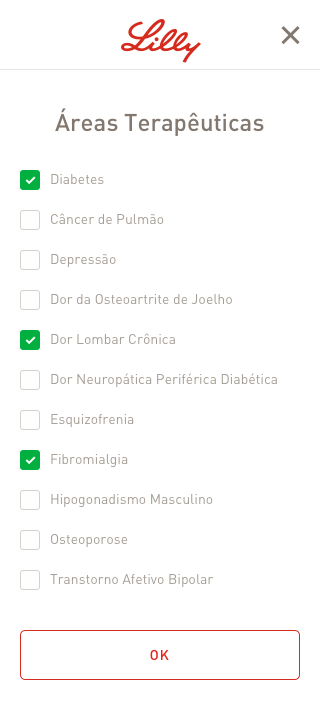 Lilly
Áreas Terapêuticas
Diabetes
Câncer de Pulmão
Depressão
Dor da Osteoartrite de Joelho
Dor Lombar Crônica
Dor Neuropática Periférica Diabética
Esquizofrenia
Fibromialgia
Hipogonadismo Masculino
Osteoporose
Transtorno Afetivo Bipolar
OK